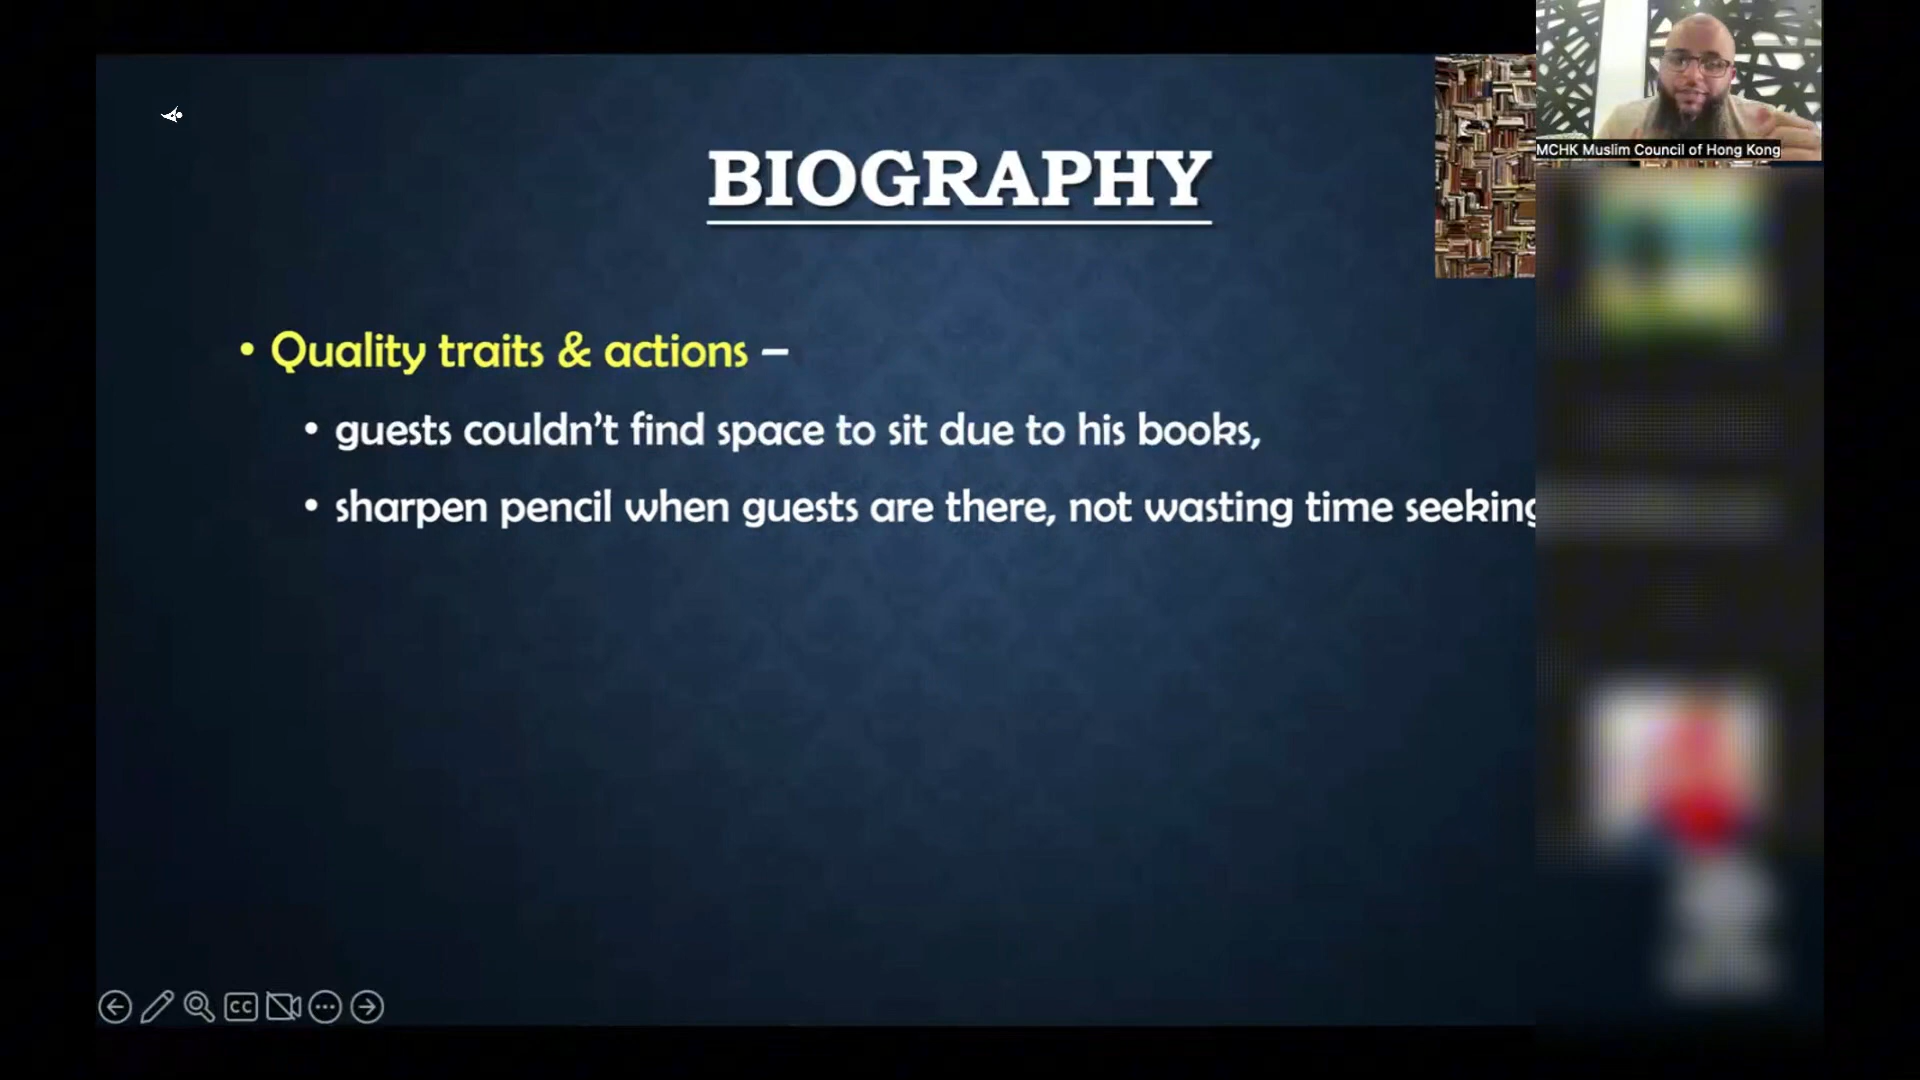 MCHK Muslim Council of Hong Kong
BIOGRAPHY
• Quality traits & actions –
• guests couldn't find space to sit due to his books,
• sharpen pencil when guests are there, not wasting time seeking
CC